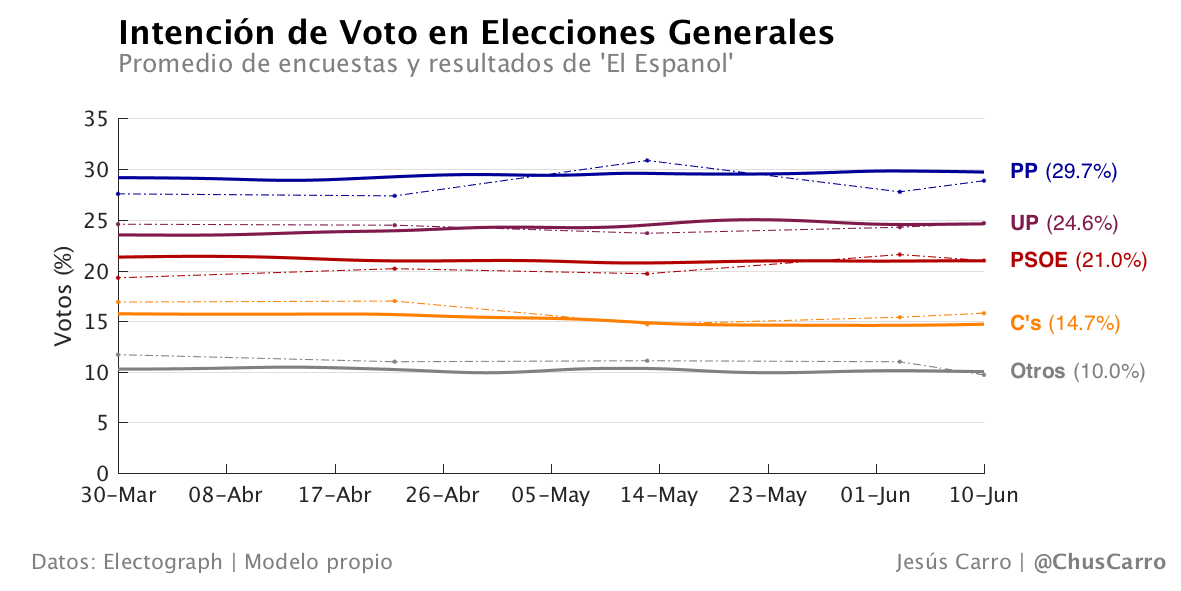 Intención de Voto en Elecciones Generales
Promedio de encuestas y resultados de 'El Espanol'
Votos (%)
35
30
25
20
15
10
5
0
30-Mar 08-Abr 17-Abr 26-Abr 05-May 14-May 23-May 01-Jun 10-Jun
PP (29.7%)
UP (24.6%)
PSOE (21.0%)
C's (14.7%)
Otros (10.0%)
Datos: Electograph | Modelo propio
Jesús Carro | @ChusCarro